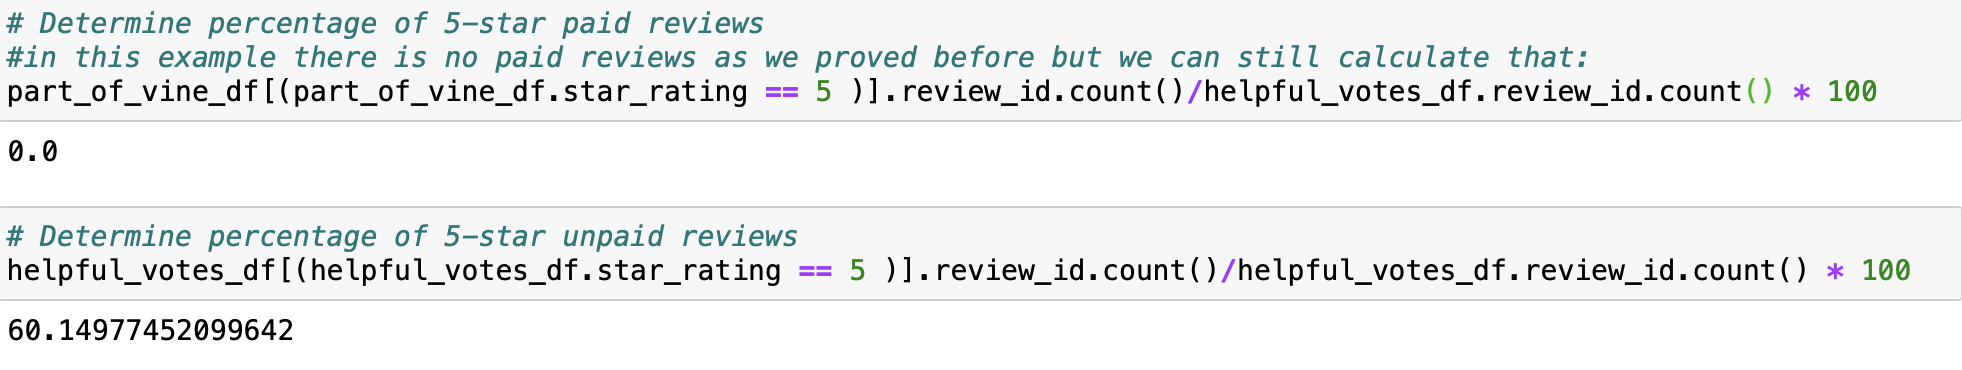 # Determine percentage of 5-star paid reviews
#in this example there is no paid reviews as we proved before but we can still calculate that:
part_of_vine_df[(part_of_vine_df.star_rating == 5 )].review_id.count()/helpful_votes_df.review_id.count() * 100
0.0
# Determine percentage of 5-star unpaid reviews
helpful_votes_df[(helpful_votes_df.star_rating == 5 )].review_id.count()/helpful_votes_df.review_id.count() * 100
60.14977452099642